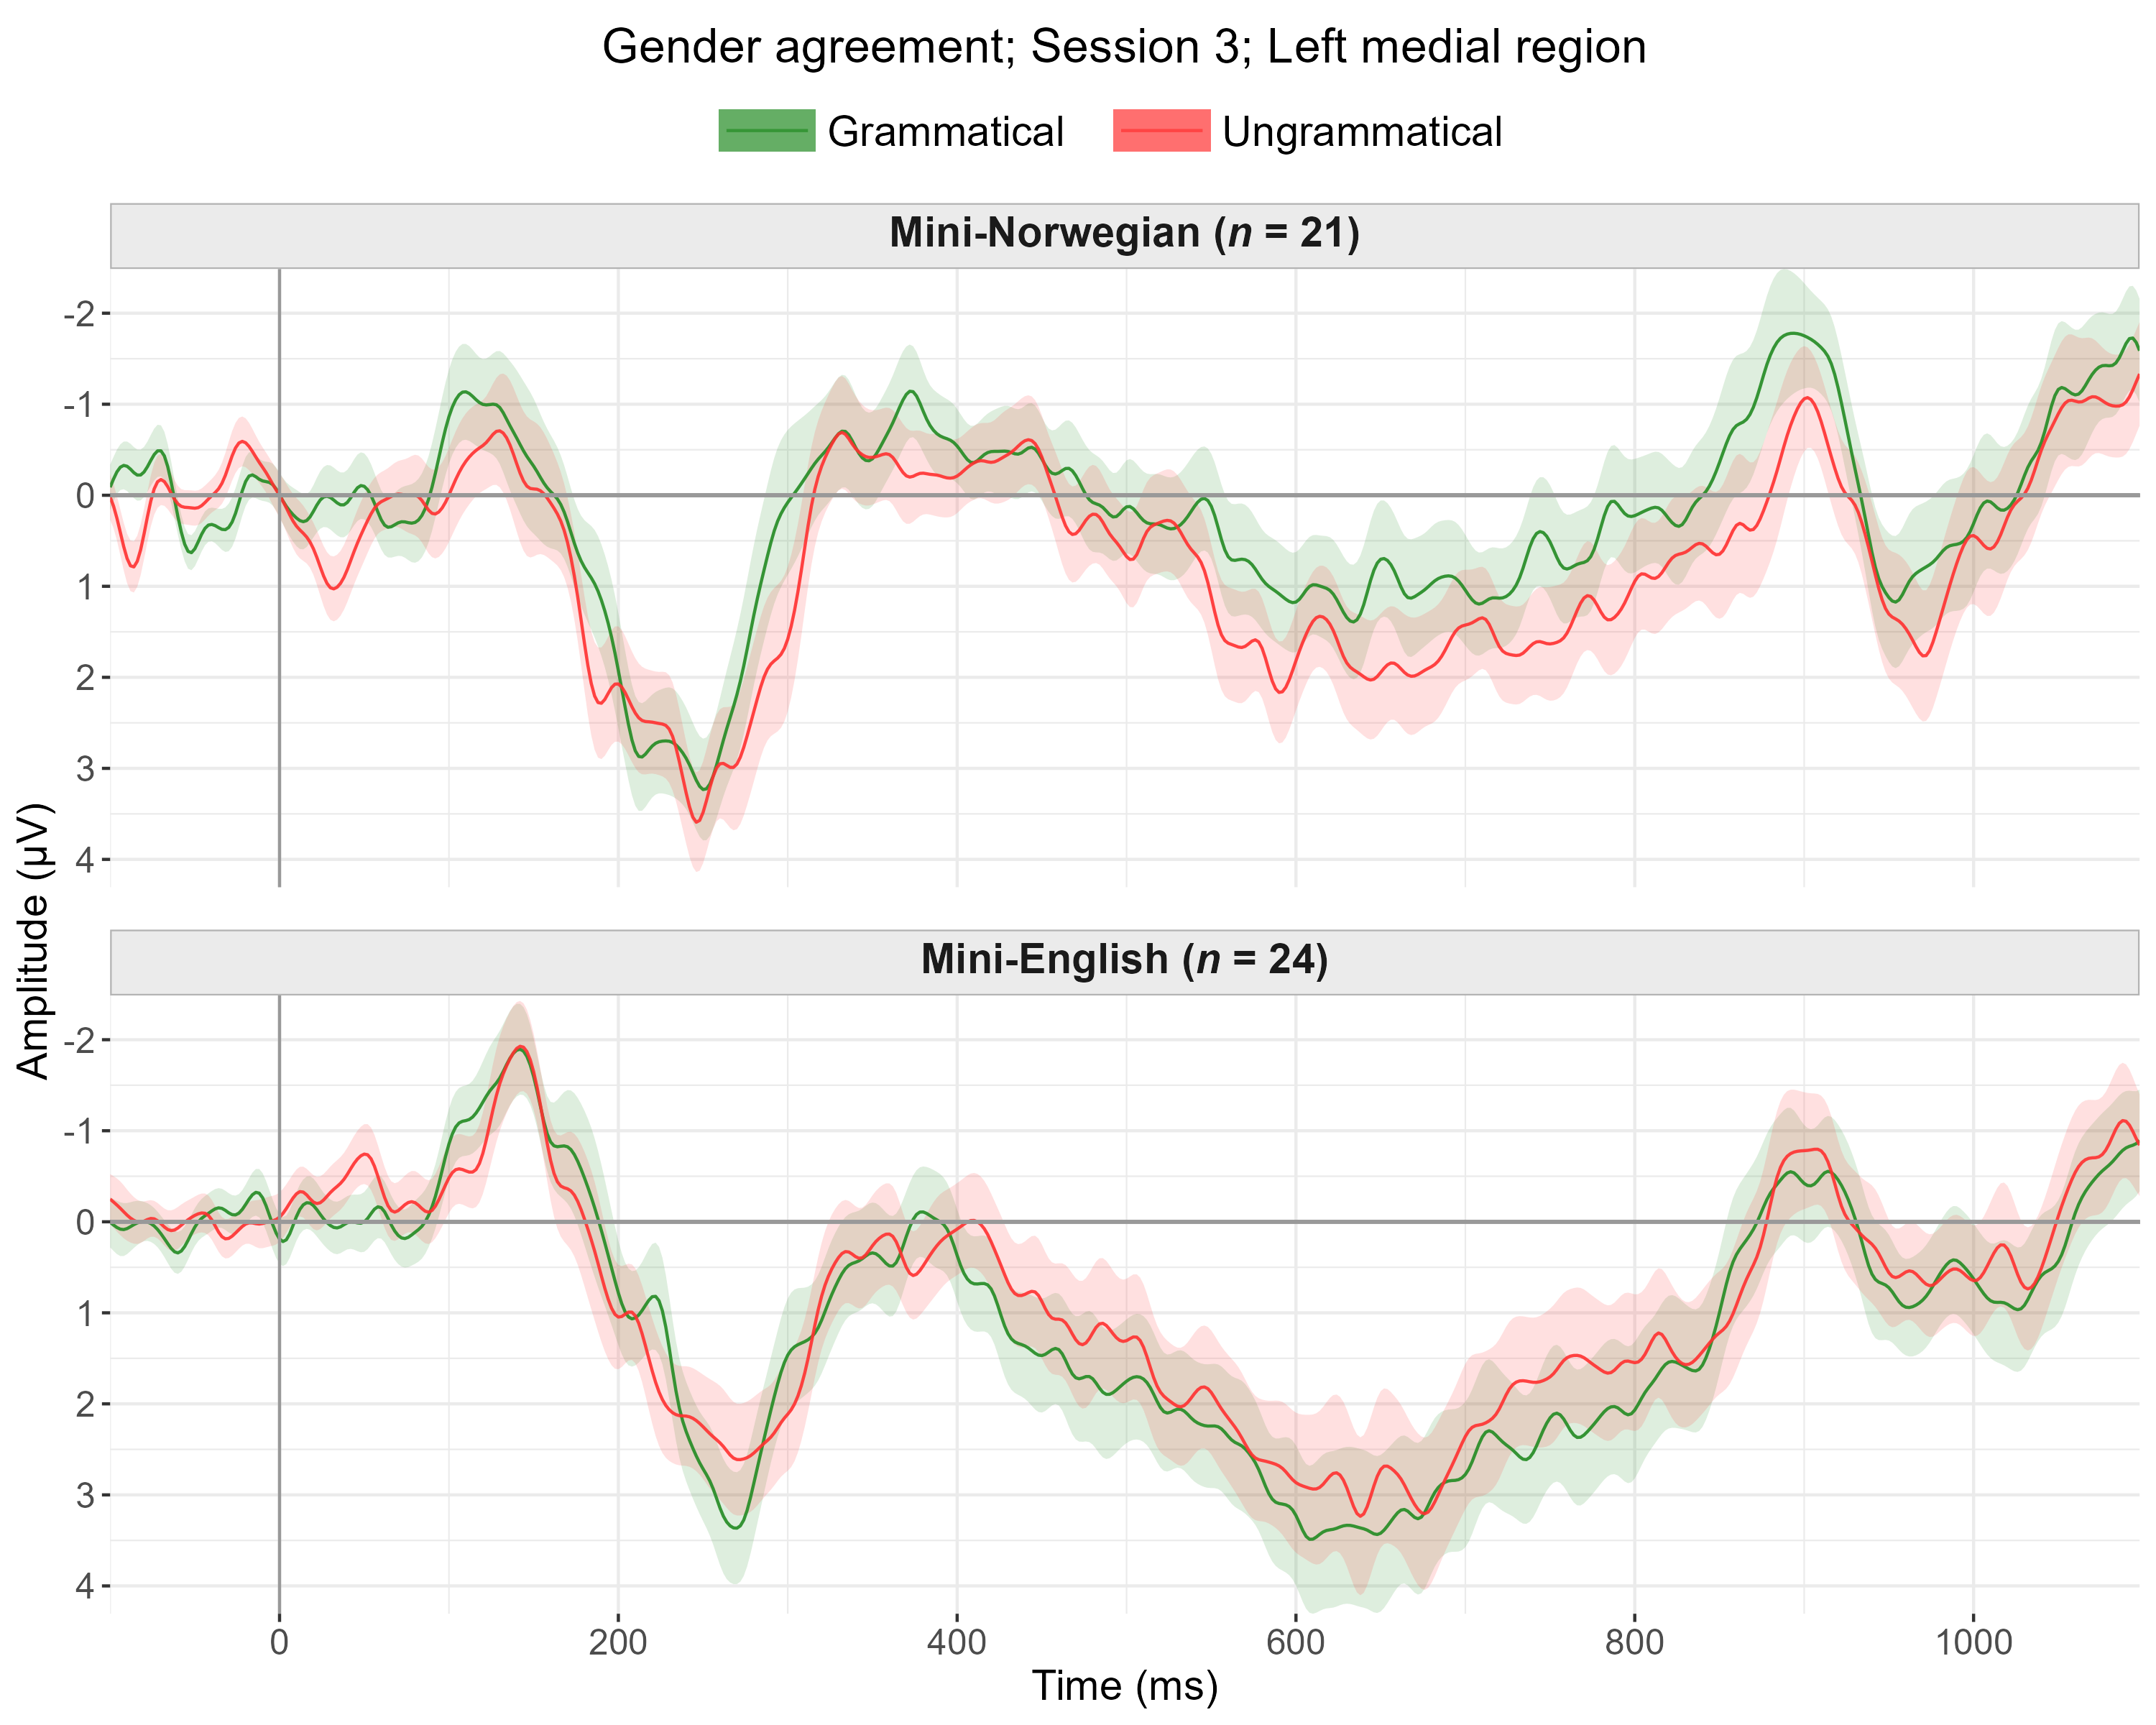 Gender agreement; Session 3; Left medial region
Grammatical Ungrammatical
Mini-Norwegian (n = 21)
-2
-1
0
1
2
3
4
Amplitude (µV)
Mini-English (n = 24)
-2
-1
0
1
2
3
4
0 200 400 600 800 1000
Time (ms)